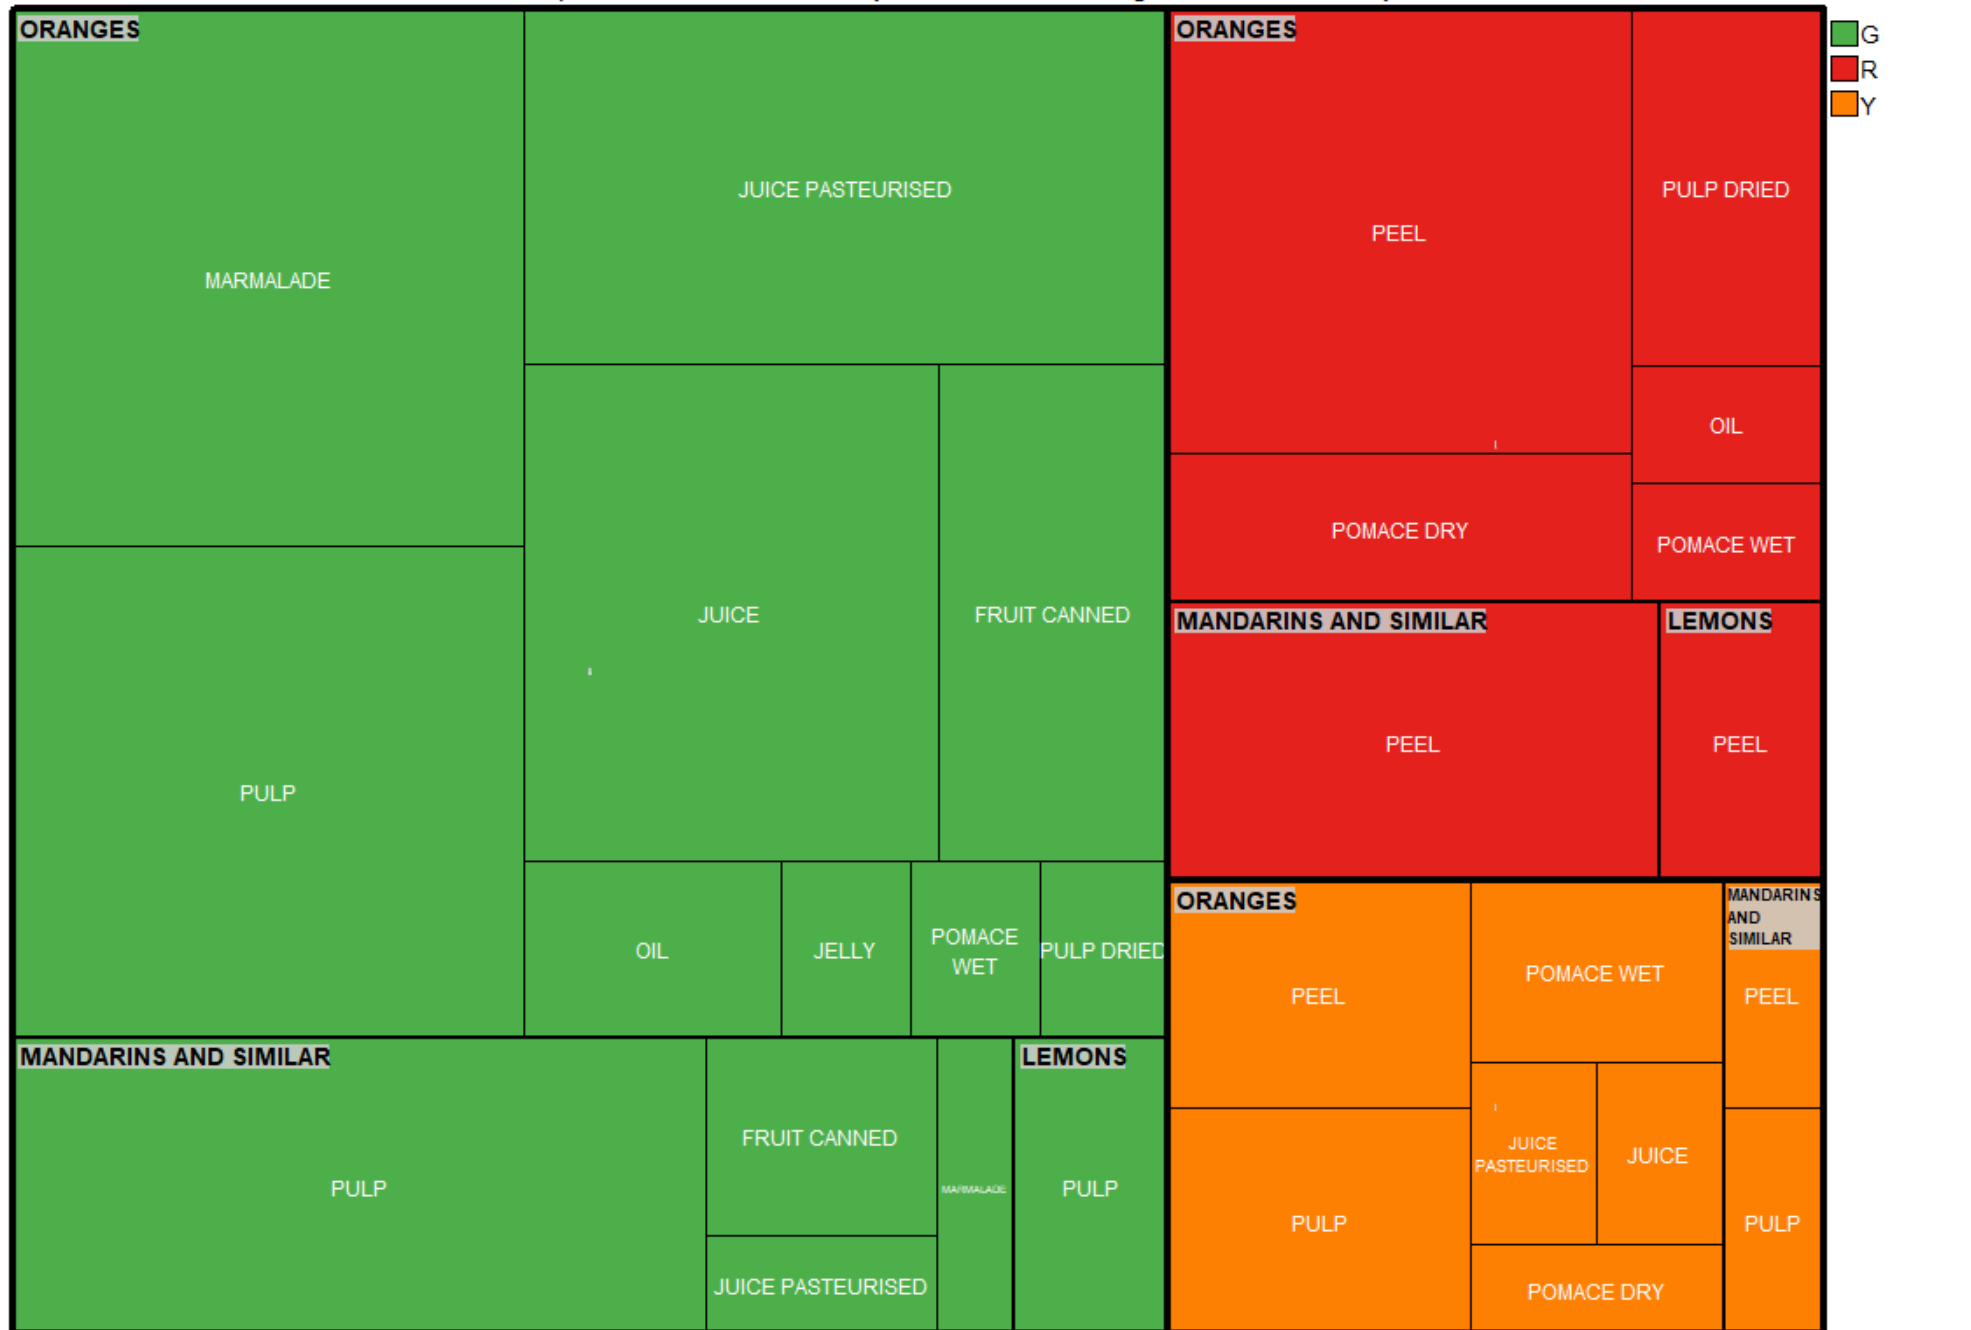 ORANGES
MARMALADE
JUICE PASTEURISED
PULP
JUICE
FRUIT CANNED
OIL
JELLY
POMACE
WET
PULP DRIED
MANDARINS AND SIMILAR
PULP
FRUIT CANNED
JUICE PASTEURISED
MARMALADE
LEMONS
PULP
ORANGES
PEEL
PULP DRIED
OIL
POMACE DRY
POMACE WET
MANDARINS AND SIMILAR
PEEL
LEMONS
PEEL
ORANGES
PEEL
POMACE WET
PULP
JUICE
PASTEURISED
JUICE
POMACE DRY
MANDARINS
AND
SIMILAR
PEEL
PULP
G
R
Y